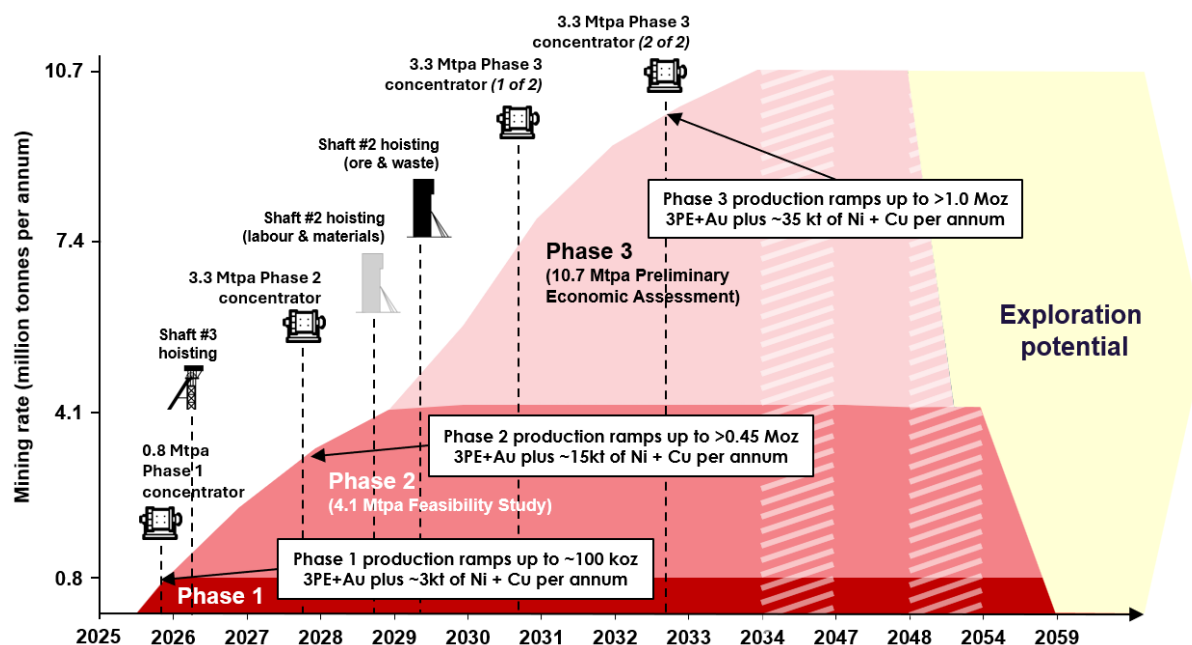 3.3 Mtpa Phase 3
concentrator (2 of 2)
3.3 Mtpa Phase 3
concentrator (1 of 2)
Shaft #2 hoisting
(ore & waste)
Shaft #2 hoisting
(labour & materials)
3.3 Mtpa Phase 2
concentrator
Shaft #3
hoisting
0.8 Mtpa
Phase 1
concentrator
Mining rate (million tonnes per annum)
10.7
7.4
4.1
0.8
Phase 3 production ramps up to >1.0 Moz
3PE+Au plus ~35 kt of Ni + Cu per annum
Phase 3
(10.7 Mtpa Preliminary
Economic Assessment)
Exploration
potential
Phase 2 production ramps up to >0.45 Moz
3PE+Au plus ~15kt of Ni + Cu per annum
Phase 2
(4.1 Mtpa Feasibility Study)
Phase 1 production ramps up to ~100 koz
3PE+Au plus ~3kt of Ni + Cu per annum
Phase 1
2025 2026 2027 2028 2029 2030 2031 2032 2033 2034 2047 2048 2054 2059